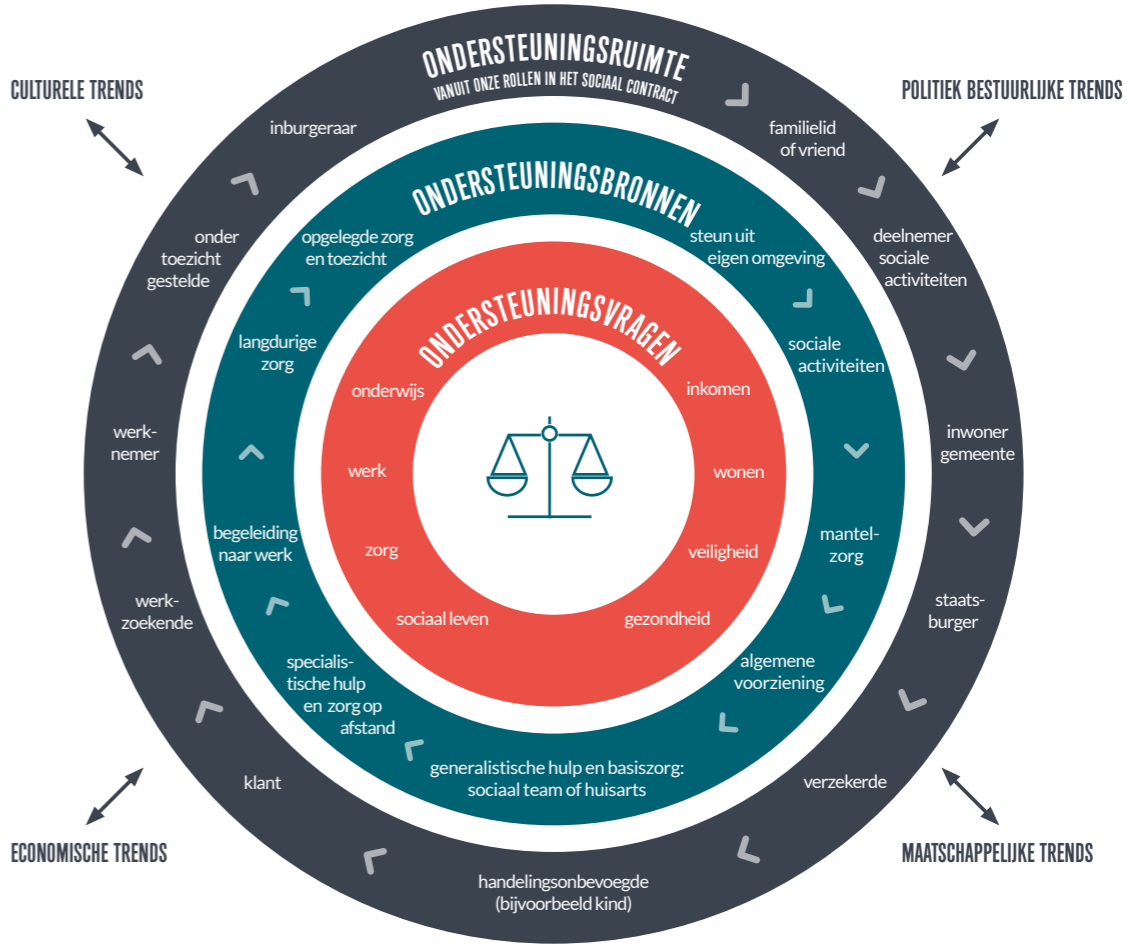 ONDERSTEUNINGSRUIMTE
VANUIT ONZE ROLLEN IN HET SOCIAAL CONTRACT
CULTURELE TRENDS
POLITIEK BESTUURLIJKE TRENDS
familielid
of vriend
deelnemer
sociale
activiteiten
inwoner
gemeente
staats-
burger
verzekerde
handelingsonbevoegde
(bijvoorbeeld kind)
klant
werk-
zoekende
werk-
nemer
onder
toezicht
gestelde
inburgeraar
ONDERSTEUNINGSBRONNEN
steun uit
eigen omgeving
sociale
activiteiten
mantel-
zorg
algemene
voorziening
generalistische hulp en basiszorg:
sociaal team of huisarts
specialis-
tische hulp
en zorg op
afstand
begeleiding
naar werk
langdurige
zorg
opgelegde zorg
en toezicht
ONDERSTEUNINGSVRAGEN
inkomen
wonen
veiligheid
gezondheid
sociaal leven
zorg
werk
onderwijs
ECONOMISCHE TRENDS
MAATSCHAPPELIJKE TRENDS